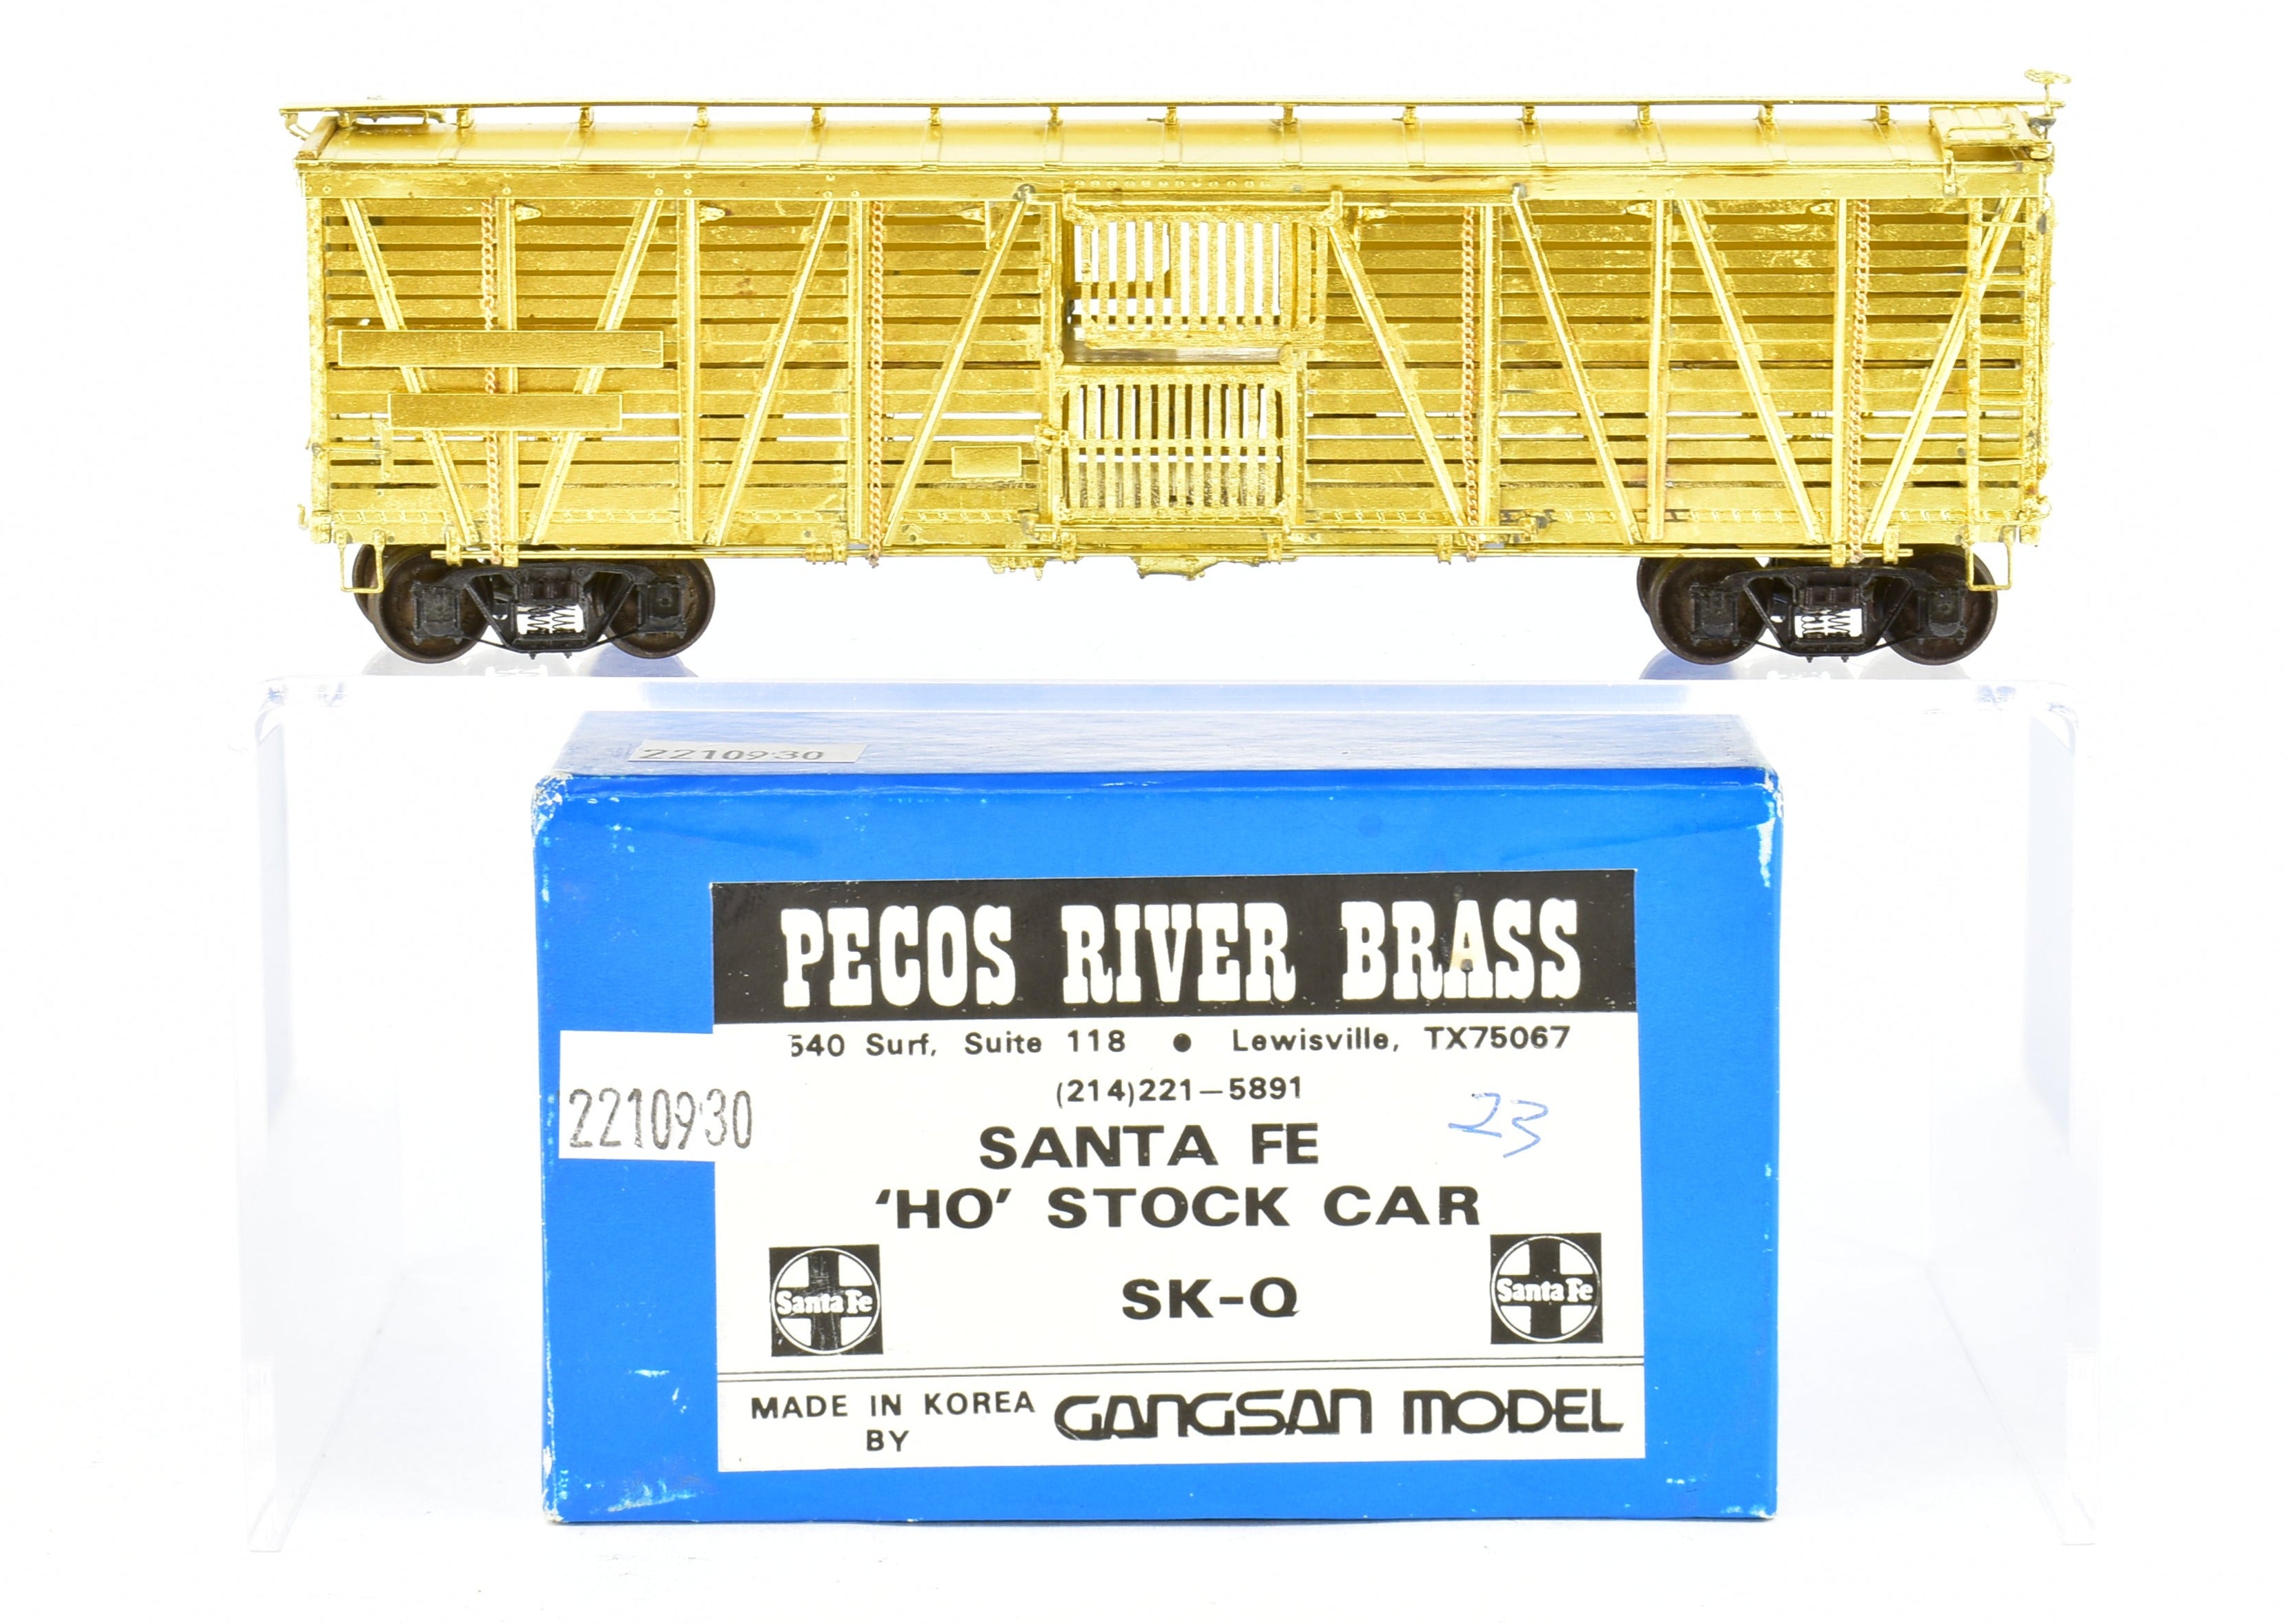 2210930
PECOS RIVER BRASS
540 Surf, Suite 118 • Lewisville, TX75067
(214)221-5891
2210930
23
SANTA FE
'HO' STOCK CAR
Santa Fe
SK-Q
Santa Fe
MADE IN KOREA
BY
GANGSAN MODEL